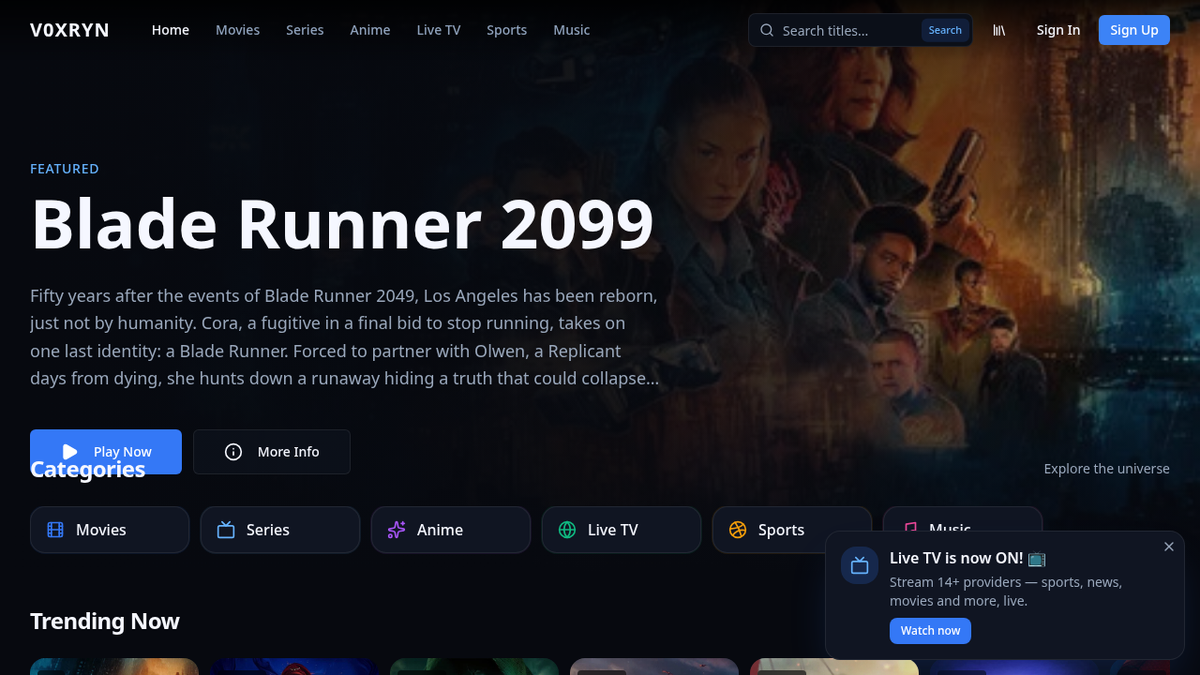 VOXRYN
Home
Movies
Series
Anime
Live TV
Sports
Music
Search titles...
Search
Sign In
Sign Up
FEATURED
Blade Runner 2099
Fifty years after the events of Blade Runner 2049, Los Angeles has been reborn,
just not by humanity. Cora, a fugitive in a final bid to stop running, takes on
one last identity: a Blade Runner. Forced to partner with Olwen, a Replicant
days from dying, she hunts down a runaway hiding a truth that could collapse...
Play Now
More Info
Categories
Explore the universe
Movies
Series
Anime
Live TV
Sports
Music
Live TV is now ON! 📺
Stream 14+ providers — sports, news,
movies and more, live.
Watch now
Trending Now